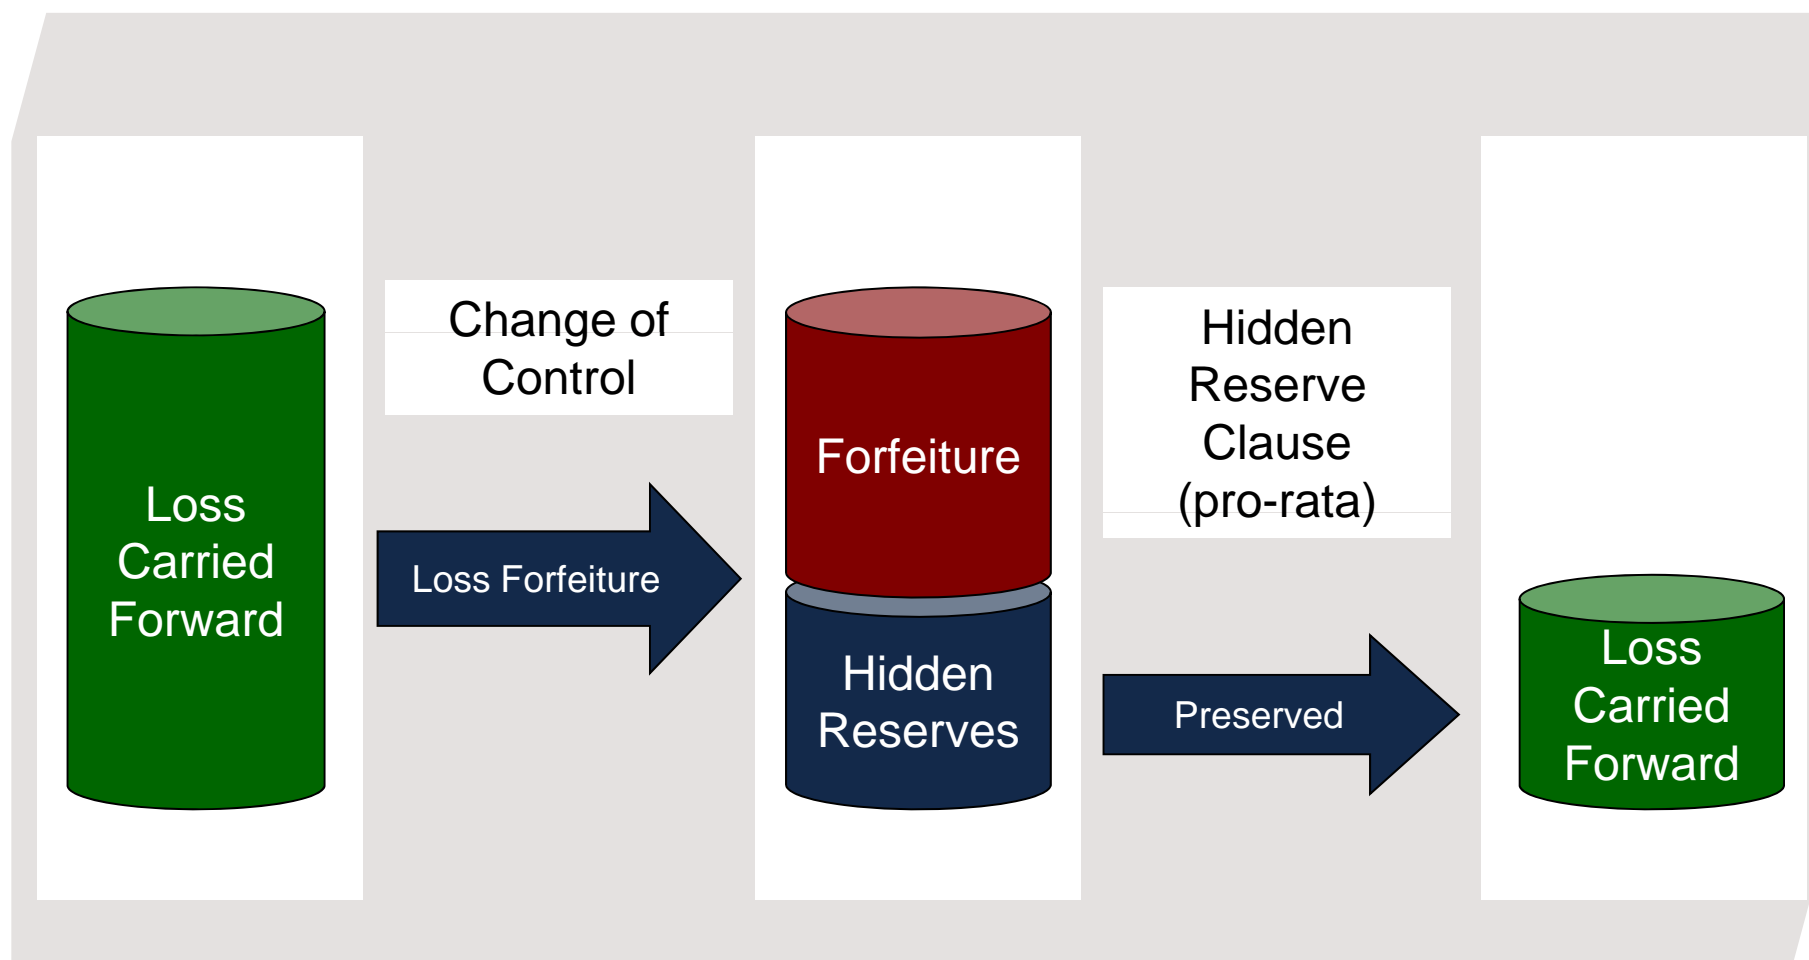 Loss
Carried
Forward
Change of
Control
Loss Forfeiture
Forfeiture
Hidden
Reserves
Hidden
Reserve
Clause
(pro-rata)
Preserved
Loss
Carried
Forward